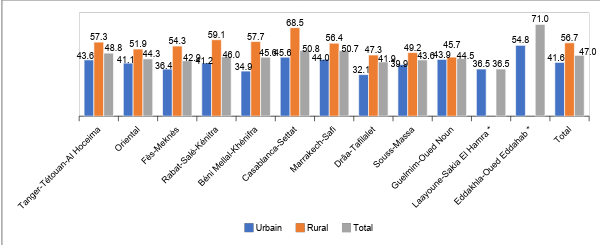 43.6 57.3 48.8
41.1 51.9 44.3
36.4 54.3 42.9
41.2 59.1 46.0
34.9 57.7 45.6
45.6 68.5 50.8
44.0 56.4 50.7
32.1 47.3 41.9
39.9 49.2 43.6
43.9 45.7 44.5
36.5 36.5
54.8 71.0
41.6 56.7 47.0
Tanger-Tétouan-Al Hoceima
Oriental
Fès-Meknès
Rabat-Salé-Kénitra
Béni Mellal-Khénifra
Casablanca-Settat
Marrakech-Safi
Drâa-Tafilalet
Souss-Massa
Guelmim-Oued Noun
Laayoune-Sakia El Hamra *
Eddakhla-Oued Eddahab *
Total
Urbain Rural Total